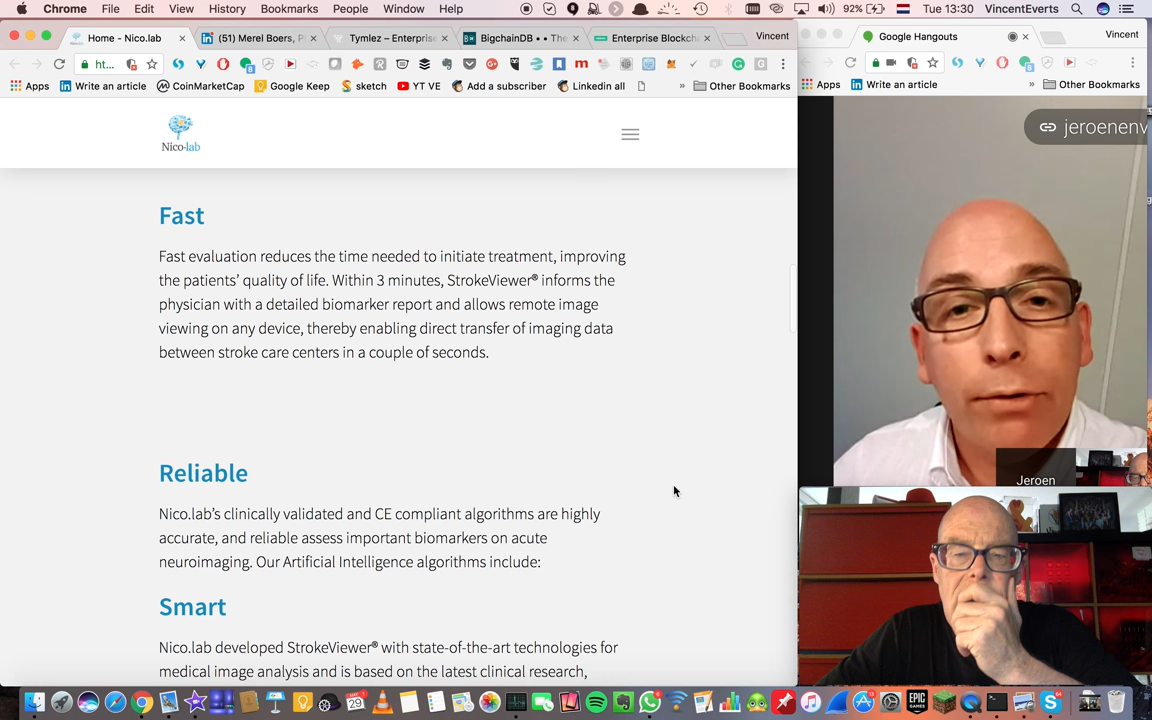 Chrome File Edit View History Bookmarks People Window Help 92% Tue 13:30 VincentEverts
Home - Nico.lab
(51) Merel Boers, P
Tymlez – Enterprise
BigchainDB • • The
Enterprise Blockcha
Vincent
ht...
Apps Write an article CoinMarketCap Google Keep sketch YT VE Add a subscriber Linkedin all » Other Bookmarks
Nico-lab
Fast
Fast evaluation reduces the time needed to initiate treatment, improving
the patients' quality of life. Within 3 minutes, StrokeViewer® informs the
physician with a detailed biomarker report and allows remote image
viewing on any device, thereby enabling direct transfer of imaging data
between stroke care centers in a couple of seconds.
Reliable
Nico.lab's clinically validated and CE compliant algorithms are highly
accurate, and reliable assess important biomarkers on acute
neuroimaging. Our Artificial Intelligence algorithms include:
Smart
Nico.lab developed StrokeViewer® with state-of-the-art technologies for
medical image analysis and is based on the latest clinical research,
Google Hangouts
Vincent
Apps Write an article » Other Bookmarks
jeroenenv
Jeroen